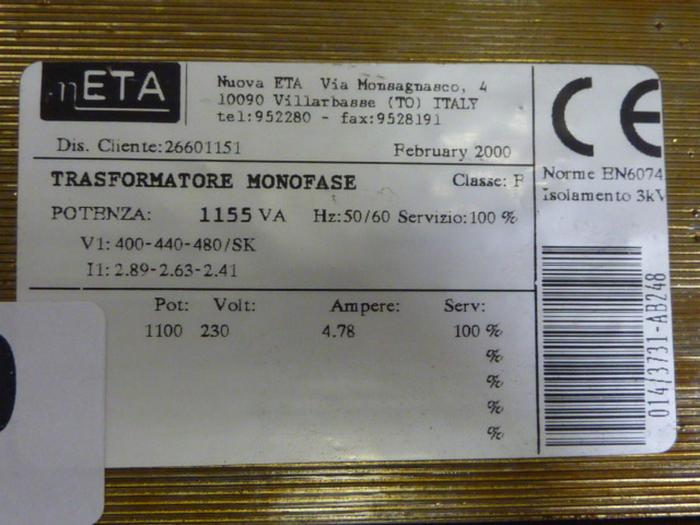 nETA
Nuova ETA Via Monsagnasco, 4
10090 Villarbasse (TO) ITALY
tel:952280 - fax:9528191
CE
Dis. Cliente:26601151
February 2000
TRASFORMATORE MONOFASE
Classe: F
Norme EN6074
Isolamento 3kV
POTENZA: 1155 VA Hz:50/60 Servizio:100 %
V1: 400-440-480/SK
I1: 2.89-2.63-2.41
Pot: Volt: Ampere: Serv:
1100 230 4.78 100 %
%
%
%
%
014/3731-AB248